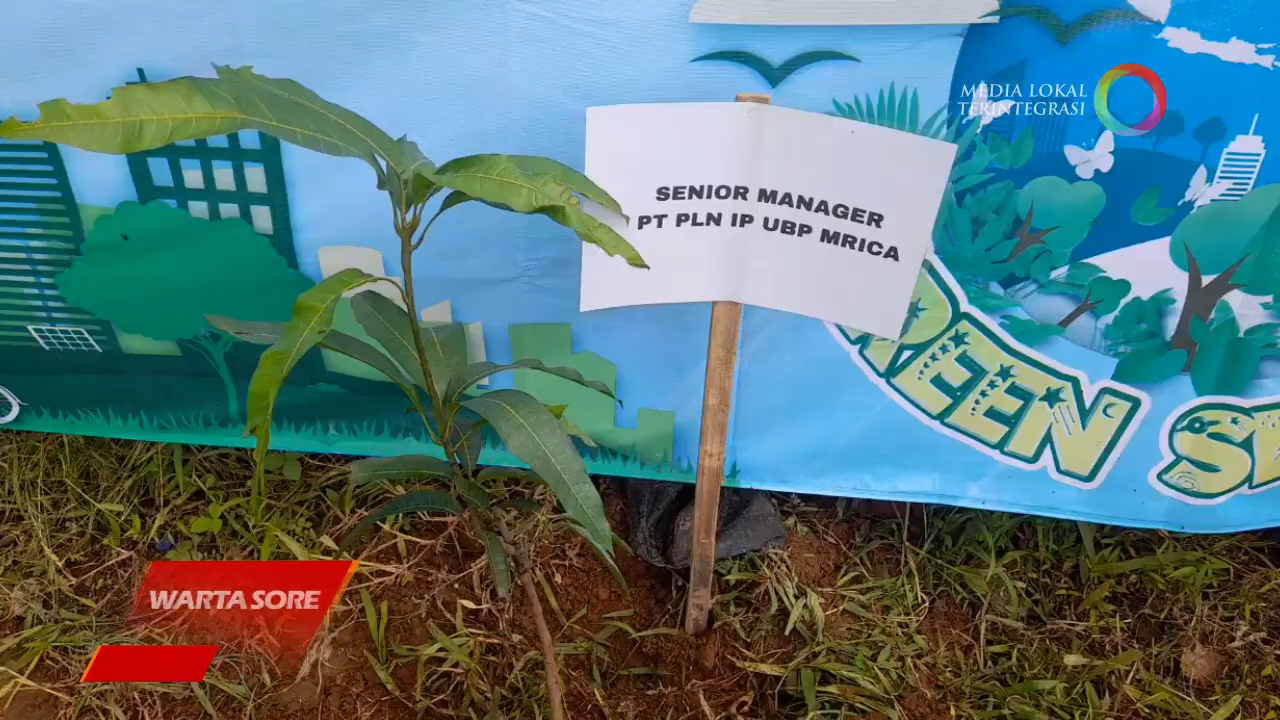 MEDIA LOKAL
TERINTEGRASI
SENIOR MANAGER
PT PLN IP UBP MRICA
WARTA SORE